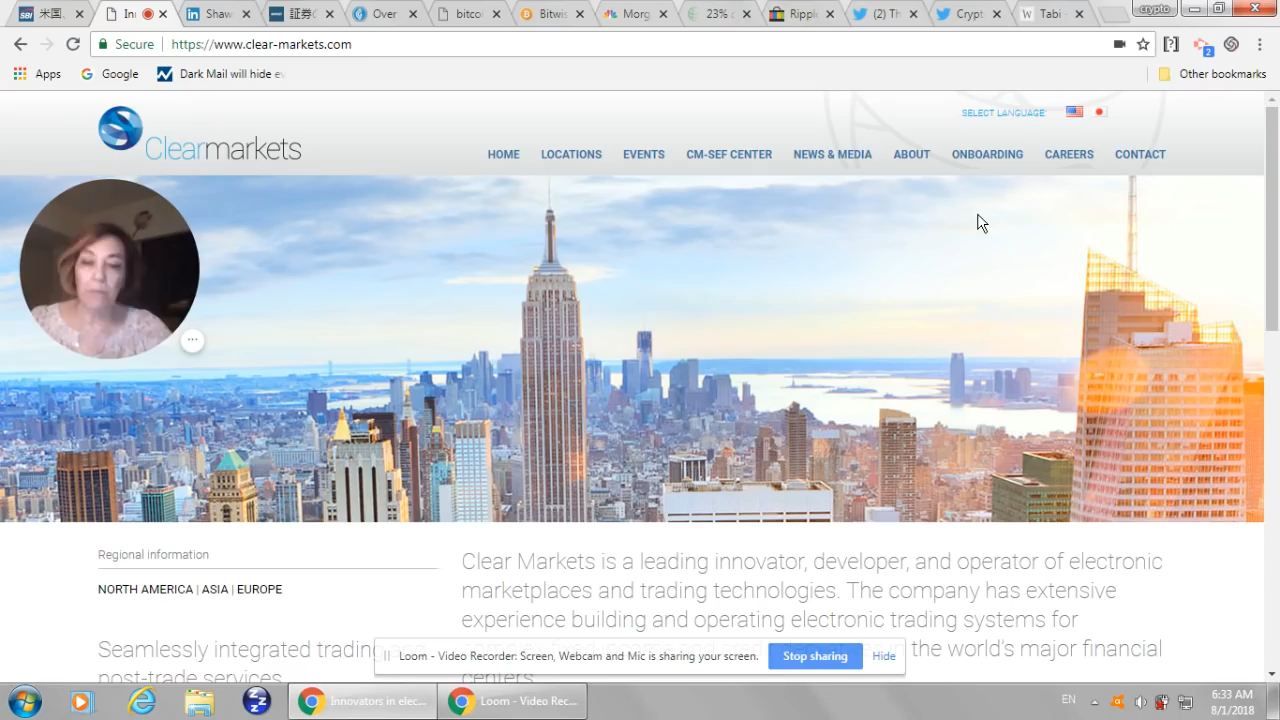 SBI 米国
Inn
Shaw
証券
Over
bitco
Bitwis
Morg
23% c
Rippl
(2) Th
Crypt
W Tabi -
crypto
Secure https://www.clear-markets.com
2
Apps Google Dark Mail will hide e Other bookmarks
SELECT LANGUAGE:
Clearmarkets
HOME LOCATIONS EVENTS CM-SEF CENTER NEWS & MEDIA ABOUT ONBOARDING CAREERS CONTACT
Regional information
NORTH AMERICA | ASIA | EUROPE
Seamlessly integrated trading
post-trade services
Clear Markets is a leading innovator, developer, and operator of electronic
marketplaces and trading technologies. The company has extensive
experience building and operating electronic trading systems for
the world's major financial
centers
Loom - Video Recorder: Screen, Webcam and Mic is sharing your screen. Stop sharing Hide
Innovators in elec...
Loom - Video Rec...
EN
6:33 AM
8/1/2018